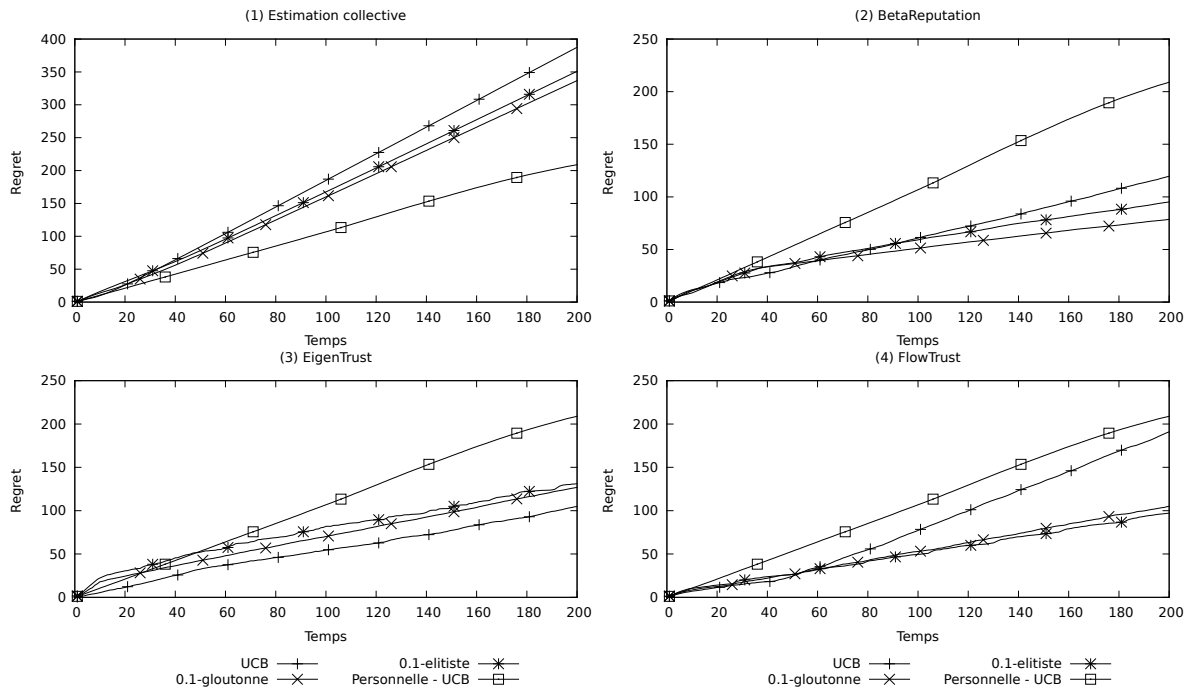 (1) Estimation collective
400
350
300
250
200
150
100
50
0
Regret
0 20 40 60 80 100 120 140 160 180 200
Temps
(2) BetaReputation
250
200
150
100
50
0
Regret
0 20 40 60 80 100 120 140 160 180 200
Temps
(3) EigenTrust
250
200
150
100
50
0
Regret
0 20 40 60 80 100 120 140 160 180 200
Temps
(4) FlowTrust
250
200
150
100
50
0
Regret
0 20 40 60 80 100 120 140 160 180 200
Temps
UCB 0.1-elitiste
0.1-gloutonne Personnelle - UCB
UCB 0.1-elitiste
0.1-gloutonne Personnelle - UCB